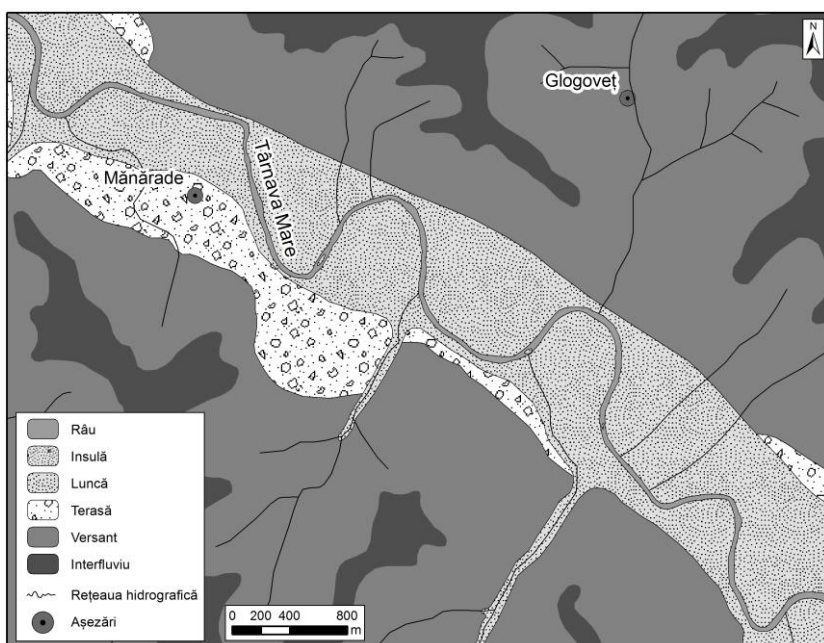 N
Glogoveț
Mănărade
Târnava Mare
Râu
Insulă
Luncă
Terasă
Versant
Interfluviu
Rețeaua hidrografică
Așezări
0 200 400 800
m